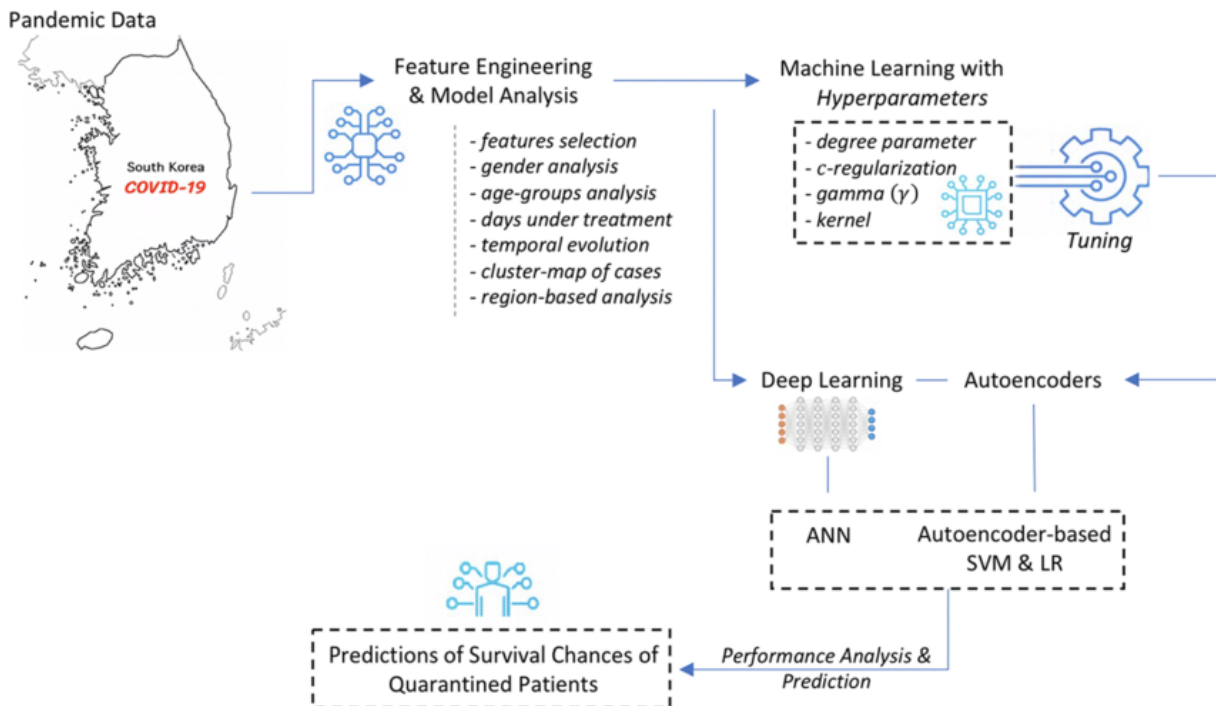 Pandemic Data
South Korea
COVID-19
Feature Engineering
& Model Analysis
- features selection
- gender analysis
- age-groups analysis
- days under treatment
- temporal evolution
- cluster-map of cases
- region-based analysis
Machine Learning with
Hyperparameters
- degree parameter
- c-regularization
- gamma (γ)
- kernel
Tuning
Deep Learning
Autoencoders
ANN
Autoencoder-based
SVM & LR
Performance Analysis &
Prediction
Predictions of Survival Chances of
Quarantined Patients